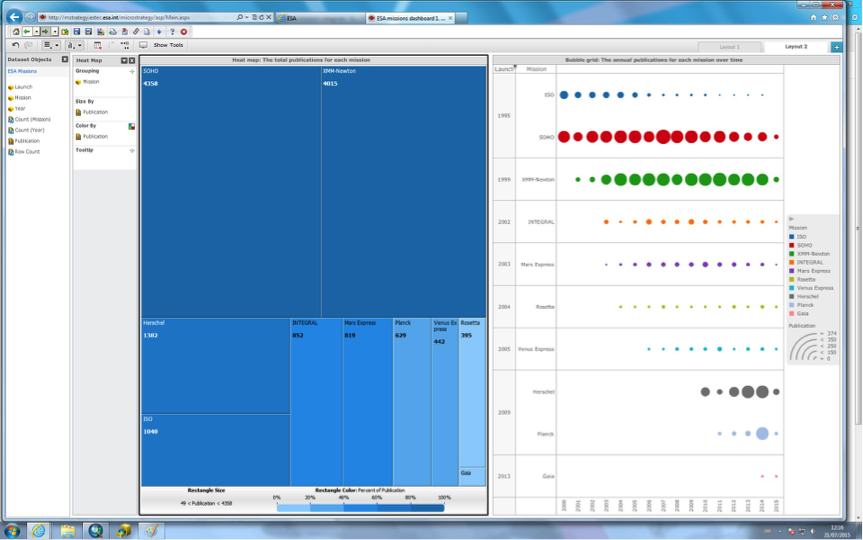 http://mstrategy.estec.esa.int/microstrategy/asp/Main.aspx
ESA
ESA missions dashboard 1. ...
Show Tools
Layout 1
Layout 2
Dataset Objects
ESA Missions
Launch
Mission
Year
Count (Mission)
Count (Year)
Publication
Row Count
Heat Map
Grouping
Mission
Size By
Publication
Color By
Publication
Tooltip
Heat map: The total publications for each mission
SOHO
4358
XMM-Newton
4015
Herschel
1382
ISO
1040
INTEGRAL
852
Mars Express
819
Planck
629
Venus Ex
press
442
Rosetta
395
Gaia
Rectangle Size
49 < Publication < 4358
Rectangle Color: Percent of Publication
0%
20%
40%
60%
80%
100%
Bubble grid: The annual publications for each mission over time
Launch
Mission
1995
ISO
SOHO
1999
XMM-Newton
2002
INTEGRAL
2003
Mars Express
2004
Rosetta
2005
Venus Express
2009
Herschel
Planck
2013
Gaia
2000
2001
2002
2003
2004
2005
2006
2007
2008
2009
2010
2011
2012
2013
2014
2015
Mission
ISO
SOHO
XMM-Newton
INTEGRAL
Mars Express
Rosetta
Venus Express
Herschel
Planck
Gaia
Publication
= 374
< 350
< 250
< 150
= 0
12:16
21/07/2015